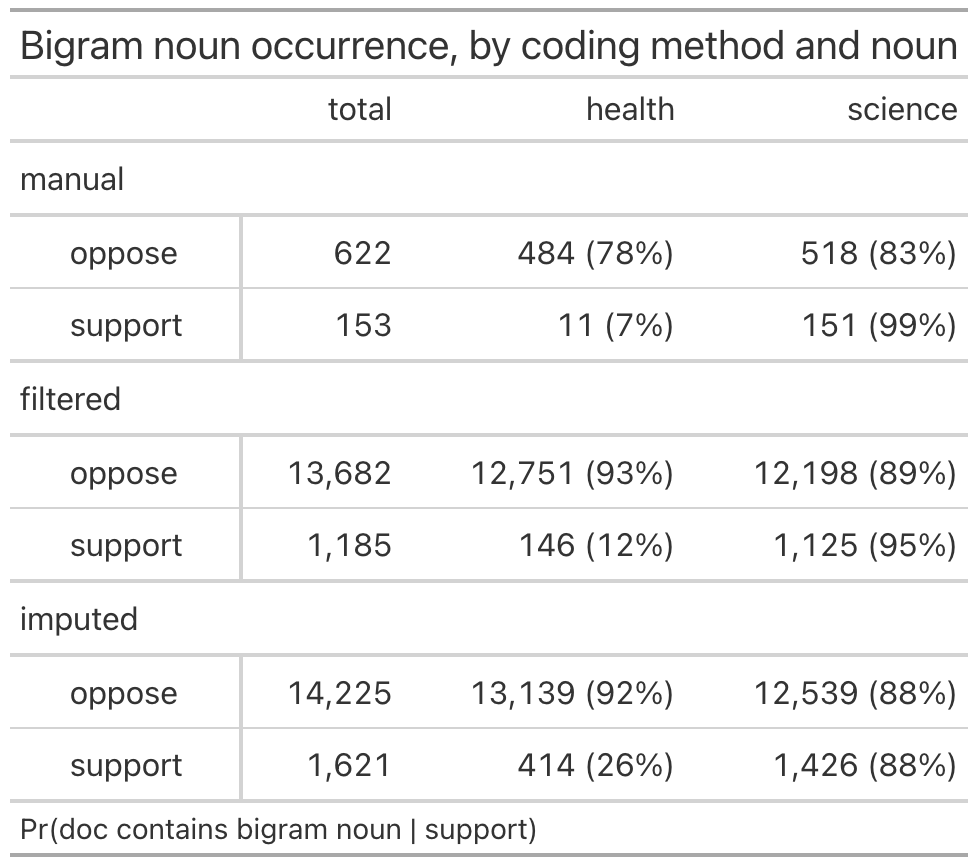 Bigram noun occurrence, by coding method and noun
total health science
manual
oppose 622 484 (78%) 518 (83%)
support 153 11 (7%) 151 (99%)
filtered
oppose 13,682 12,751 (93%) 12,198 (89%)
support 1,185 146 (12%) 1,125 (95%)
imputed
oppose 14,225 13,139 (92%) 12,539 (88%)
support 1,621 414 (26%) 1,426 (88%)
Pr(doc contains bigram noun | support)